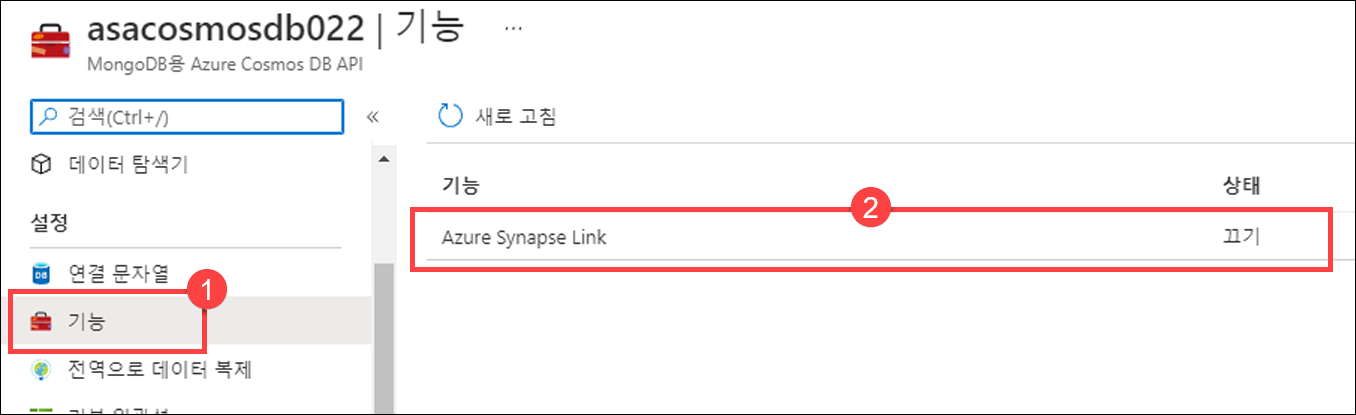 asacosmosdb022 | 기능 ...
MongoDB용 Azure Cosmos DB API
검색(Ctrl+/)
«
새로 고침
데이터 탐색기
기능 상태
설정
2
Azure Synapse Link 끄기
연결 문자열
1
기능
전역으로 데이터 복제